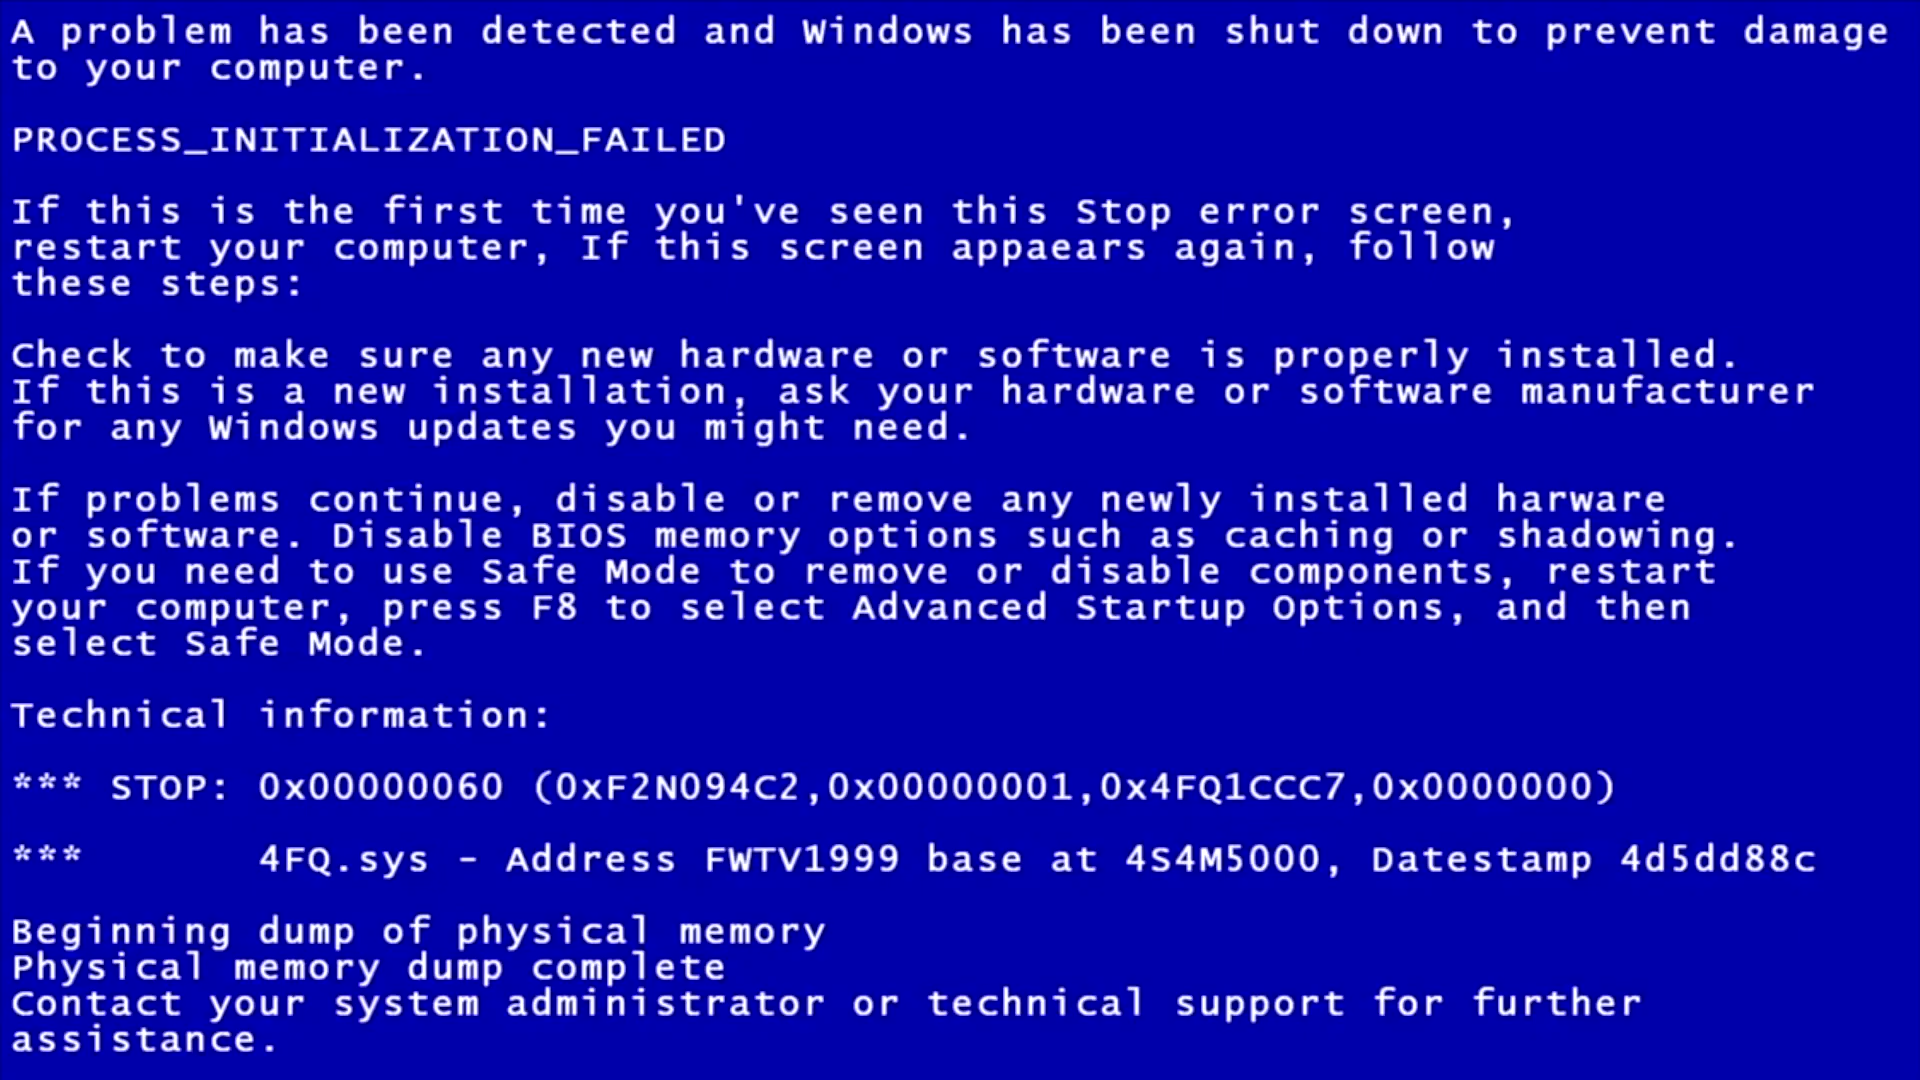 A problem has been detected and Windows has been shut down to prevent damage
to your computer.
PROCESS_INITIALIZATION_FAILED
If this is the first time you've seen this Stop error screen,
restart your computer, If this screen appaears again, follow
these steps:
Check to make sure any new hardware or software is properly installed.
If this is a new installation, ask your hardware or software manufacturer
for any Windows updates you might need.
If problems continue, disable or remove any newly installed harware
or software. Disable BIOS memory options such as caching or shadowing.
If you need to use Safe Mode to remove or disable components, restart
your computer, press F8 to select Advanced Startup Options, and then
select Safe Mode.
Technical information:
*** STOP: 0x00000060 (0xF2N094C2,0x00000001,0x4FQ1CCC7,0x0000000)
*** 4FQ.sys - Address FWTV1999 base at 4S4M5000, Datestamp 4d5dd88c
Beginning dump of physical memory
Physical memory dump complete
Contact your system administrator or technical support for further
assistance.